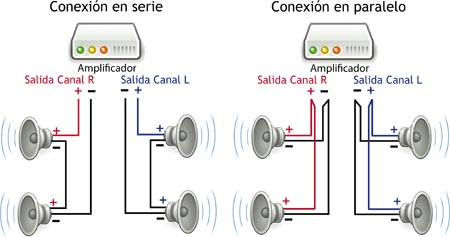 Conexión en serie
Amplificador
Salida Canal R
Salida Canal L
+ −
− +
+
−
+
−
+
−
+
−
Conexión en paralelo
Amplificador
Salida Canal R
Salida Canal L
+ −
− +
+
−
+
−
+
−
+
−